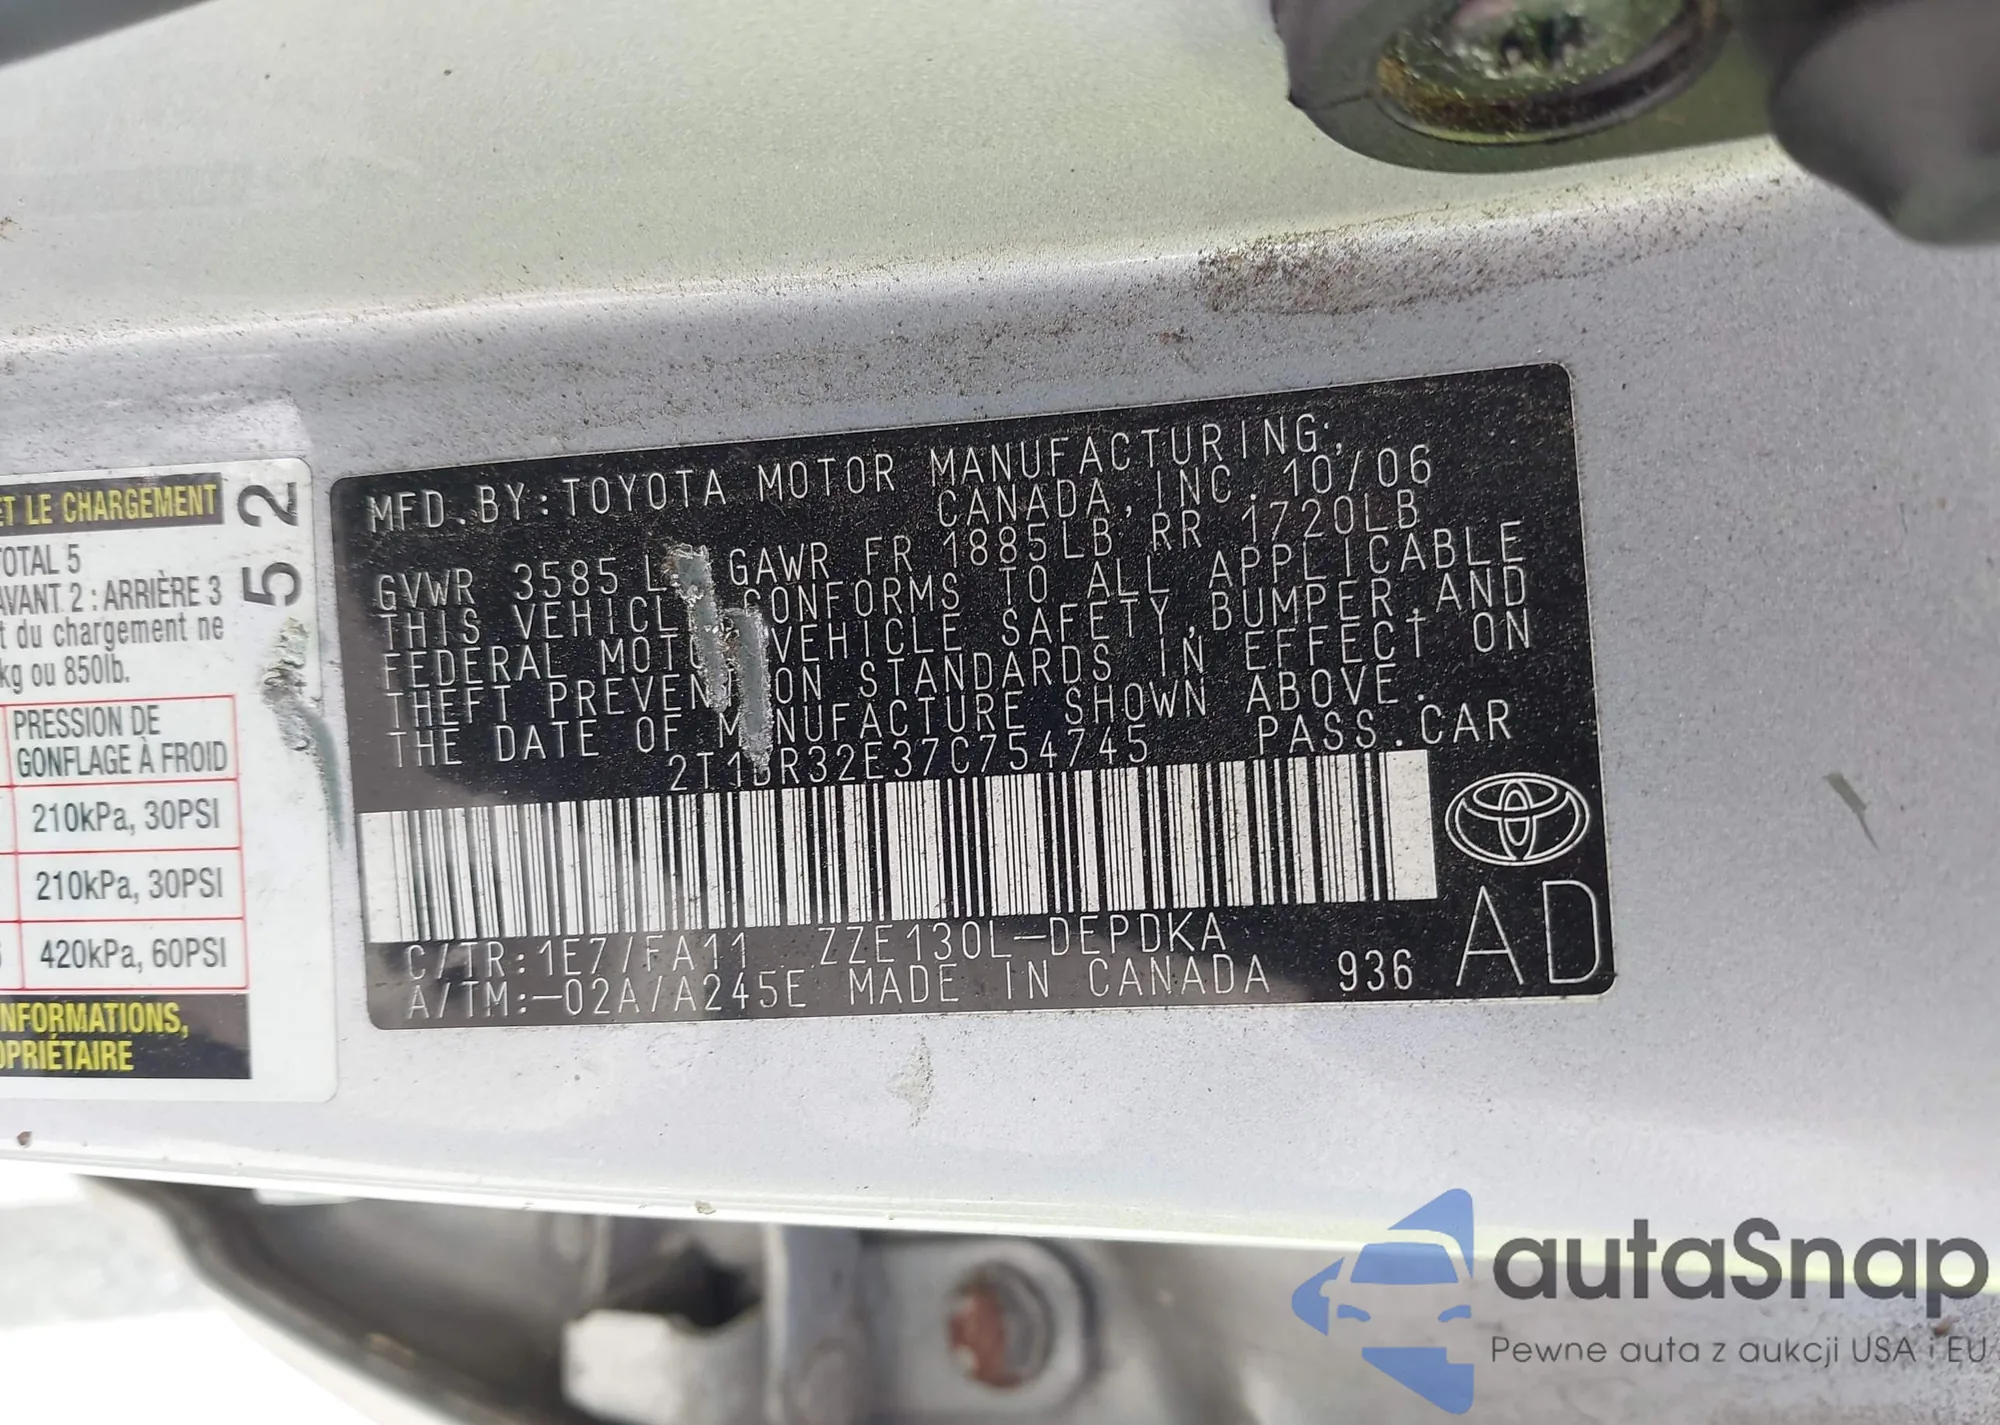 ET LE CHARGEMENT
TOTAL 5
AVANT 2 : ARRIÈRE 3
t du chargement ne
kg ou 850lb.
PRESSION DE
GONFLAGE À FROID
210kPa, 30PSI
210kPa, 30PSI
420kPa, 60PSI
NFORMATIONS,
OPRIÉTAIRE
52
MFD. BY: TOYOTA MOTOR MANUFACTURING,
CANADA, INC. 10/06
GVWR 3585 L GAWR FR 1885LB RR 1720LB
THIS VEHICL CONFORMS TO ALL APPLICABLE
FEDERAL MOTO VEHICLE SAFETY, BUMPER, AND
THEFT PREVENTION STANDARDS IN EFFECT ON
THE DATE OF MANUFACTURE SHOWN ABOVE.
2T1BR32E37C754745 PASS. CAR
C/TR: 1E7/FA11 ZZE130L-DEPDKA
A/TM: -02A/A245E MADE IN CANADA 936 AD
autaSnap
Pewne auta z aukcji USA i EU